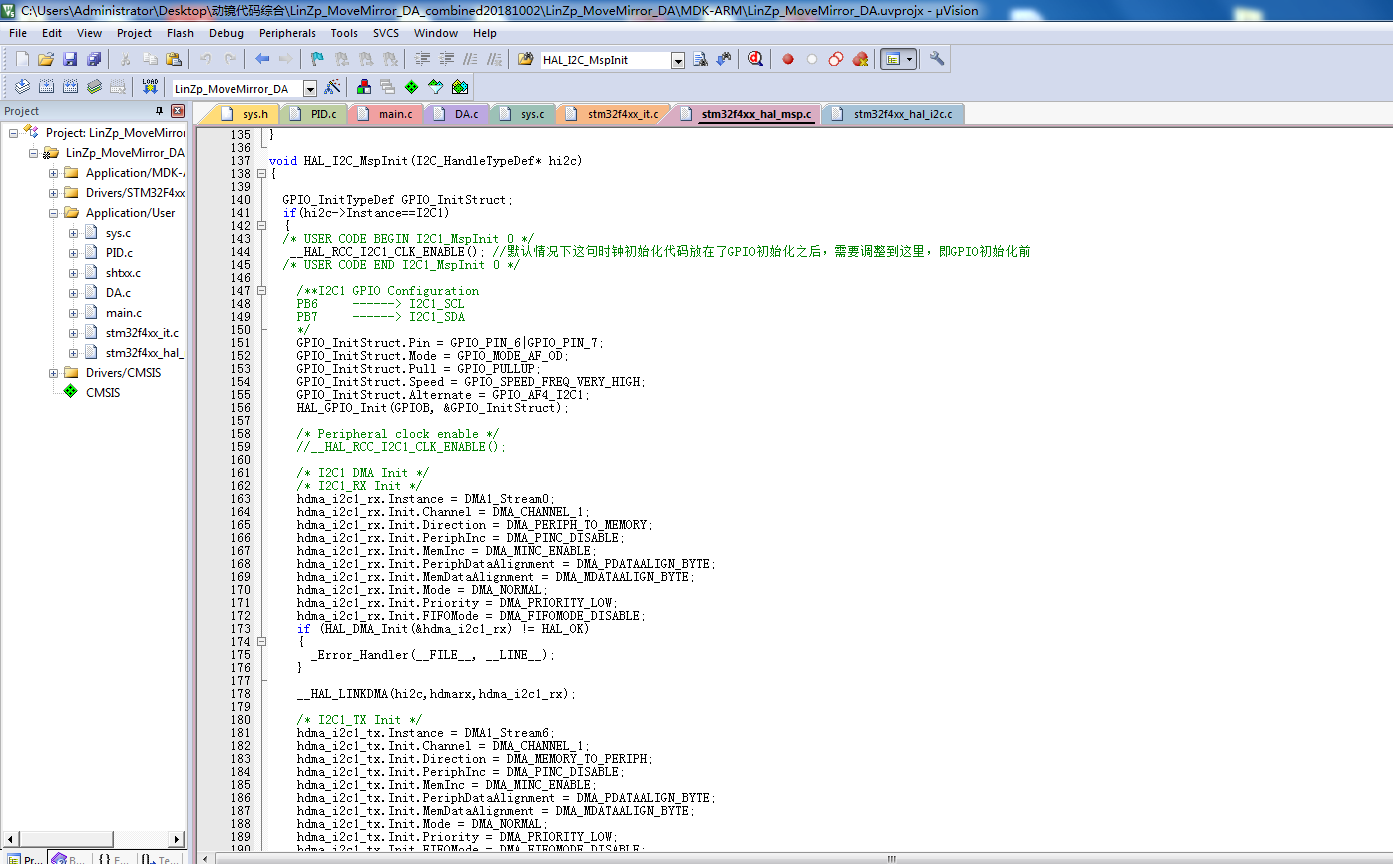 C:\Users\Administrator\Desktop\动镜代码综合\LinZp_MoveMirror_DA_combined20181002\LinZp_MoveMirror_DA\MDK-ARM\LinZp_MoveMirror_DA.uvprojx - µVision
File Edit View Project Flash Debug Peripherals Tools SVCS Window Help
HAL_I2C_MspInit
LOAD LinZp_MoveMirror_DA
Project
sys.h PID.c main.c DA.c sys.c stm32f4xx_it.c stm32f4xx_hal_msp.c stm32f4xx_hal_i2c.c
Project: LinZp_MoveMirror
LinZp_MoveMirror_DA
Application/MDK-
Drivers/STM32F4xx
Application/User
sys.c
PID.c
shtxx.c
DA.c
main.c
stm32f4xx_it.c
stm32f4xx_hal_
Drivers/CMSIS
CMSIS
135 }
136
137 void HAL_I2C_MspInit(I2C_HandleTypeDef* hi2c)
138 {
139
140 GPIO_InitTypeDef GPIO_InitStruct;
141 if(hi2c->Instance==I2C1)
142 {
143 /* USER CODE BEGIN I2C1_MspInit 0 */
144 __HAL_RCC_I2C1_CLK_ENABLE(); //默认情况下这句时钟初始化代码放在了GPIO初始化之后，需要调整到这里，即GPIO初始化前
145 /* USER CODE END I2C1_MspInit 0 */
146
147 /**I2C1 GPIO Configuration
148 PB6 ------> I2C1_SCL
149 PB7 ------> I2C1_SDA
150 */
151 GPIO_InitStruct.Pin = GPIO_PIN_6|GPIO_PIN_7;
152 GPIO_InitStruct.Mode = GPIO_MODE_AF_OD;
153 GPIO_InitStruct.Pull = GPIO_PULLUP;
154 GPIO_InitStruct.Speed = GPIO_SPEED_FREQ_VERY_HIGH;
155 GPIO_InitStruct.Alternate = GPIO_AF4_I2C1;
156 HAL_GPIO_Init(GPIOB, &GPIO_InitStruct);
157
158 /* Peripheral clock enable */
159 //__HAL_RCC_I2C1_CLK_ENABLE();
160
161 /* I2C1 DMA Init */
162 /* I2C1_RX Init */
163 hdma_i2c1_rx.Instance = DMA1_Stream0;
164 hdma_i2c1_rx.Init.Channel = DMA_CHANNEL_1;
165 hdma_i2c1_rx.Init.Direction = DMA_PERIPH_TO_MEMORY;
166 hdma_i2c1_rx.Init.PeriphInc = DMA_PINC_DISABLE;
167 hdma_i2c1_rx.Init.MemInc = DMA_MINC_ENABLE;
168 hdma_i2c1_rx.Init.PeriphDataAlignment = DMA_PDATAALIGN_BYTE;
169 hdma_i2c1_rx.Init.MemDataAlignment = DMA_MDATAALIGN_BYTE;
170 hdma_i2c1_rx.Init.Mode = DMA_NORMAL;
171 hdma_i2c1_rx.Init.Priority = DMA_PRIORITY_LOW;
172 hdma_i2c1_rx.Init.FIFOMode = DMA_FIFOMODE_DISABLE;
173 if (HAL_DMA_Init(&hdma_i2c1_rx) != HAL_OK)
174 {
175 _Error_Handler(__FILE__, __LINE__);
176 }
177
178 __HAL_LINKDMA(hi2c,hdmarx,hdma_i2c1_rx);
179
180 /* I2C1_TX Init */
181 hdma_i2c1_tx.Instance = DMA1_Stream6;
182 hdma_i2c1_tx.Init.Channel = DMA_CHANNEL_1;
183 hdma_i2c1_tx.Init.Direction = DMA_MEMORY_TO_PERIPH;
184 hdma_i2c1_tx.Init.PeriphInc = DMA_PINC_DISABLE;
185 hdma_i2c1_tx.Init.MemInc = DMA_MINC_ENABLE;
186 hdma_i2c1_tx.Init.PeriphDataAlignment = DMA_PDATAALIGN_BYTE;
187 hdma_i2c1_tx.Init.MemDataAlignment = DMA_MDATAALIGN_BYTE;
188 hdma_i2c1_tx.Init.Mode = DMA_NORMAL;
189 hdma_i2c1_tx.Init.Priority = DMA_PRIORITY_LOW;
190 hdma_i2c1_tx.Init.FIFOMode = DMA_FIFOMODE_DISABLE;
Pr... B... {} F... Te...